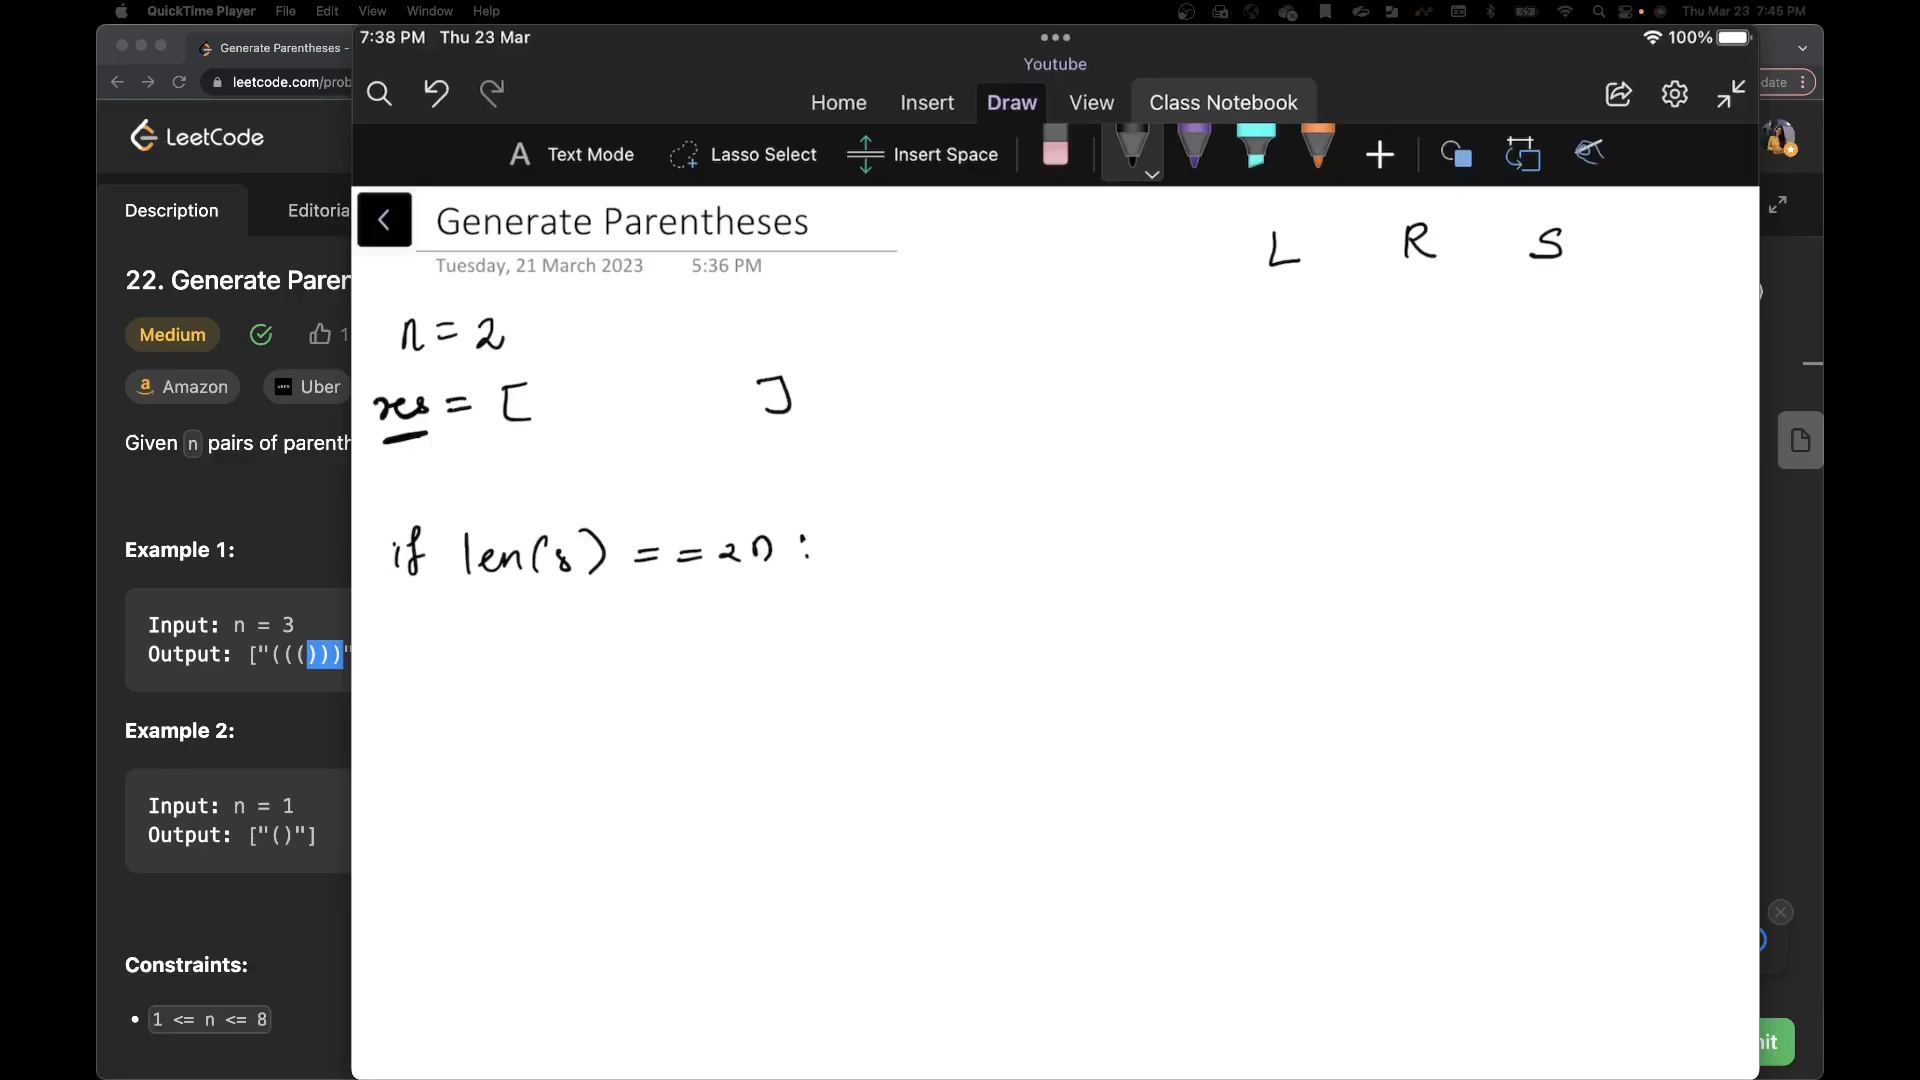 QuickTime Player File Edit View Window Help Thu Mar 23 7:45 PM
Generate Parentheses -
leetcode.com/prob
date
LeetCode
Description Editoria
22. Generate Paren
Medium 1
Amazon Uber
Given n pairs of parenth
Example 1:
Input: n = 3
Output: ["((()))"
Example 2:
Input: n = 1
Output: ["()"]
Constraints:
1 <= n <= 8
7:38 PM Thu 23 Mar 100%
Youtube
Home Insert Draw View Class Notebook
Text Mode Lasso Select Insert Space
Generate Parentheses
Tuesday, 21 March 2023 5:36 PM
L R S
n = 2
res = [ ]
if len(s) == 2n :
it